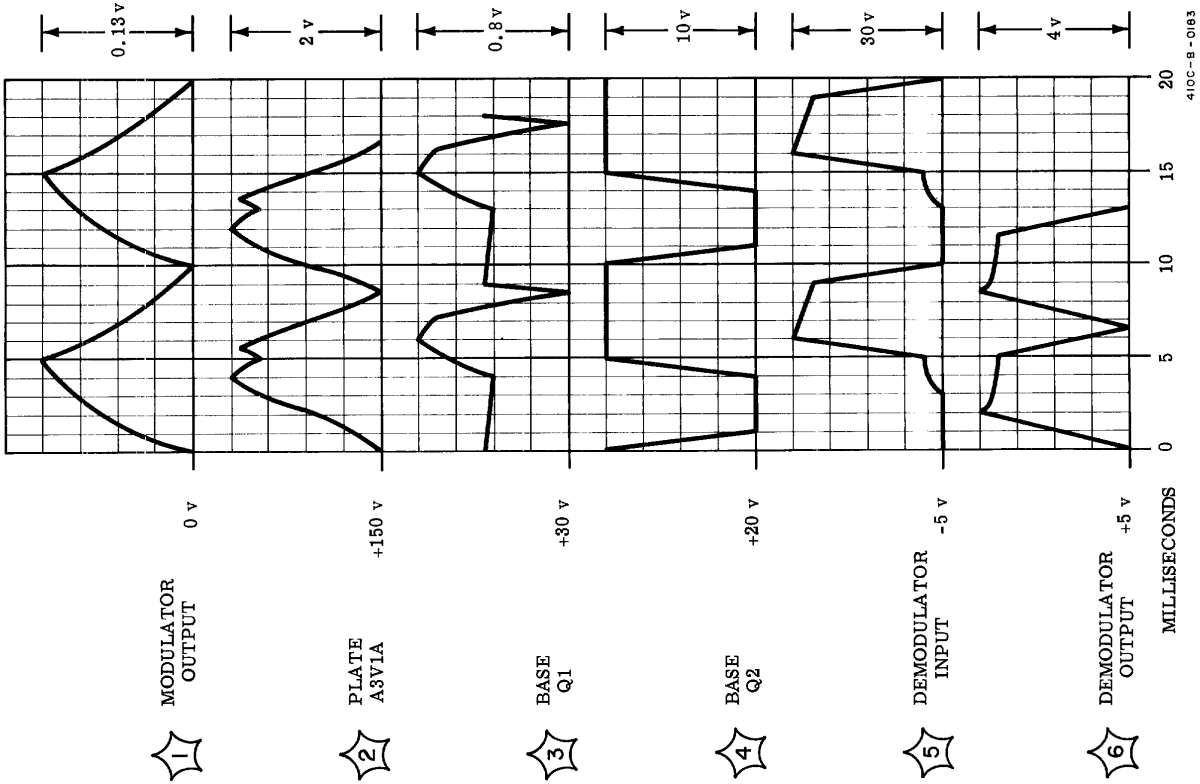 1
MODULATOR
OUTPUT
0 v
0.13 v
2
PLATE
A3V1A
+150 v
2 v
3
BASE
Q1
+30 v
0.8 v
4
BASE
Q2
+20 v
10 v
5
DEMODULATOR
INPUT
-5 v
30 v
6
DEMODULATOR
OUTPUT
+5 v
4 v
0 5 10 15 20
MILLISECONDS
410C-B-0183